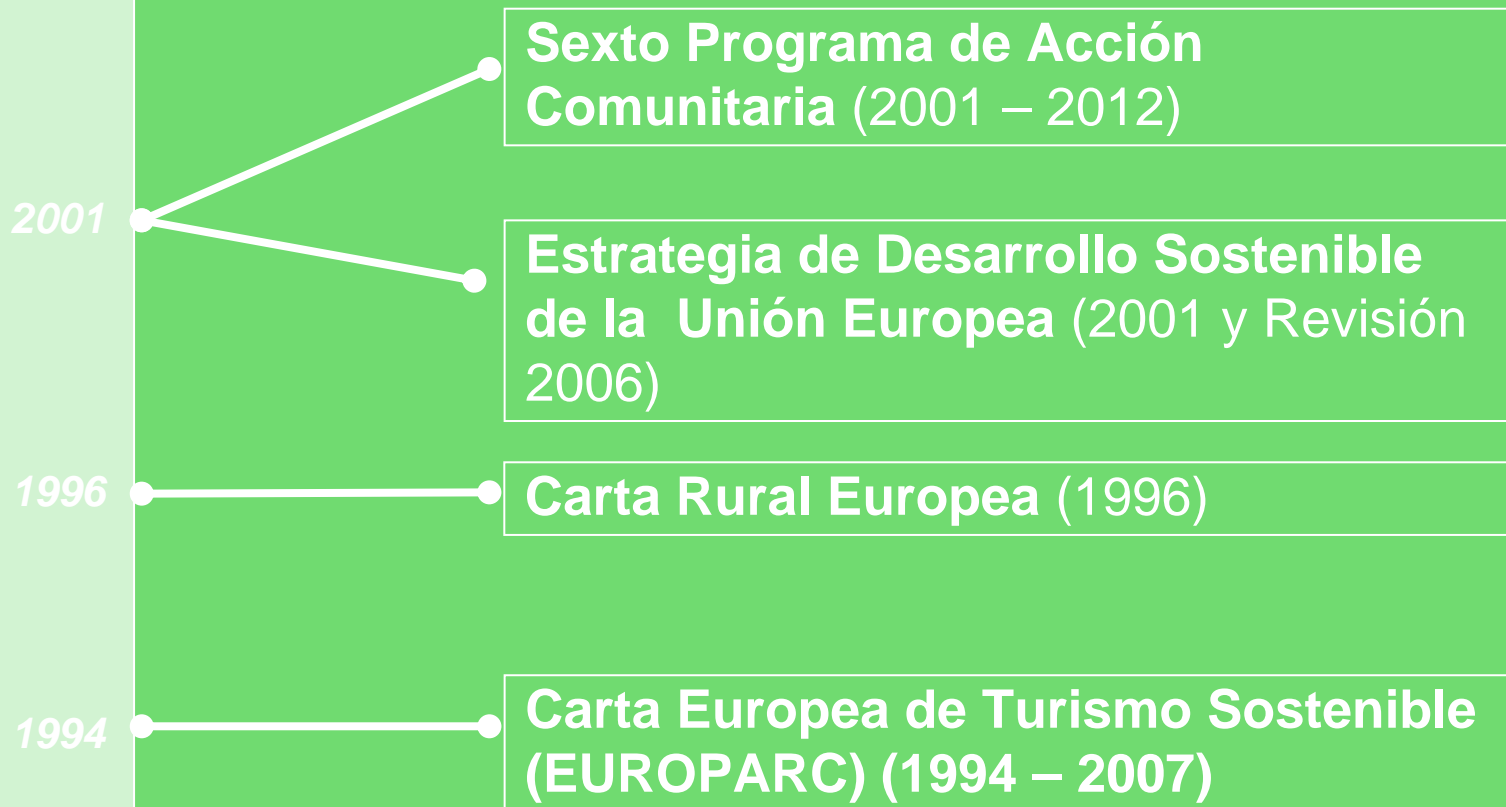 Sexto Programa de Acción
Comunitaria (2001 – 2012)
2001
Estrategia de Desarrollo Sostenible
de la  Unión Europea (2001 y Revisión
2006)
1996
Carta Rural Europea (1996)
1994
Carta Europea de Turismo Sostenible
(EUROPARC) (1994 – 2007)